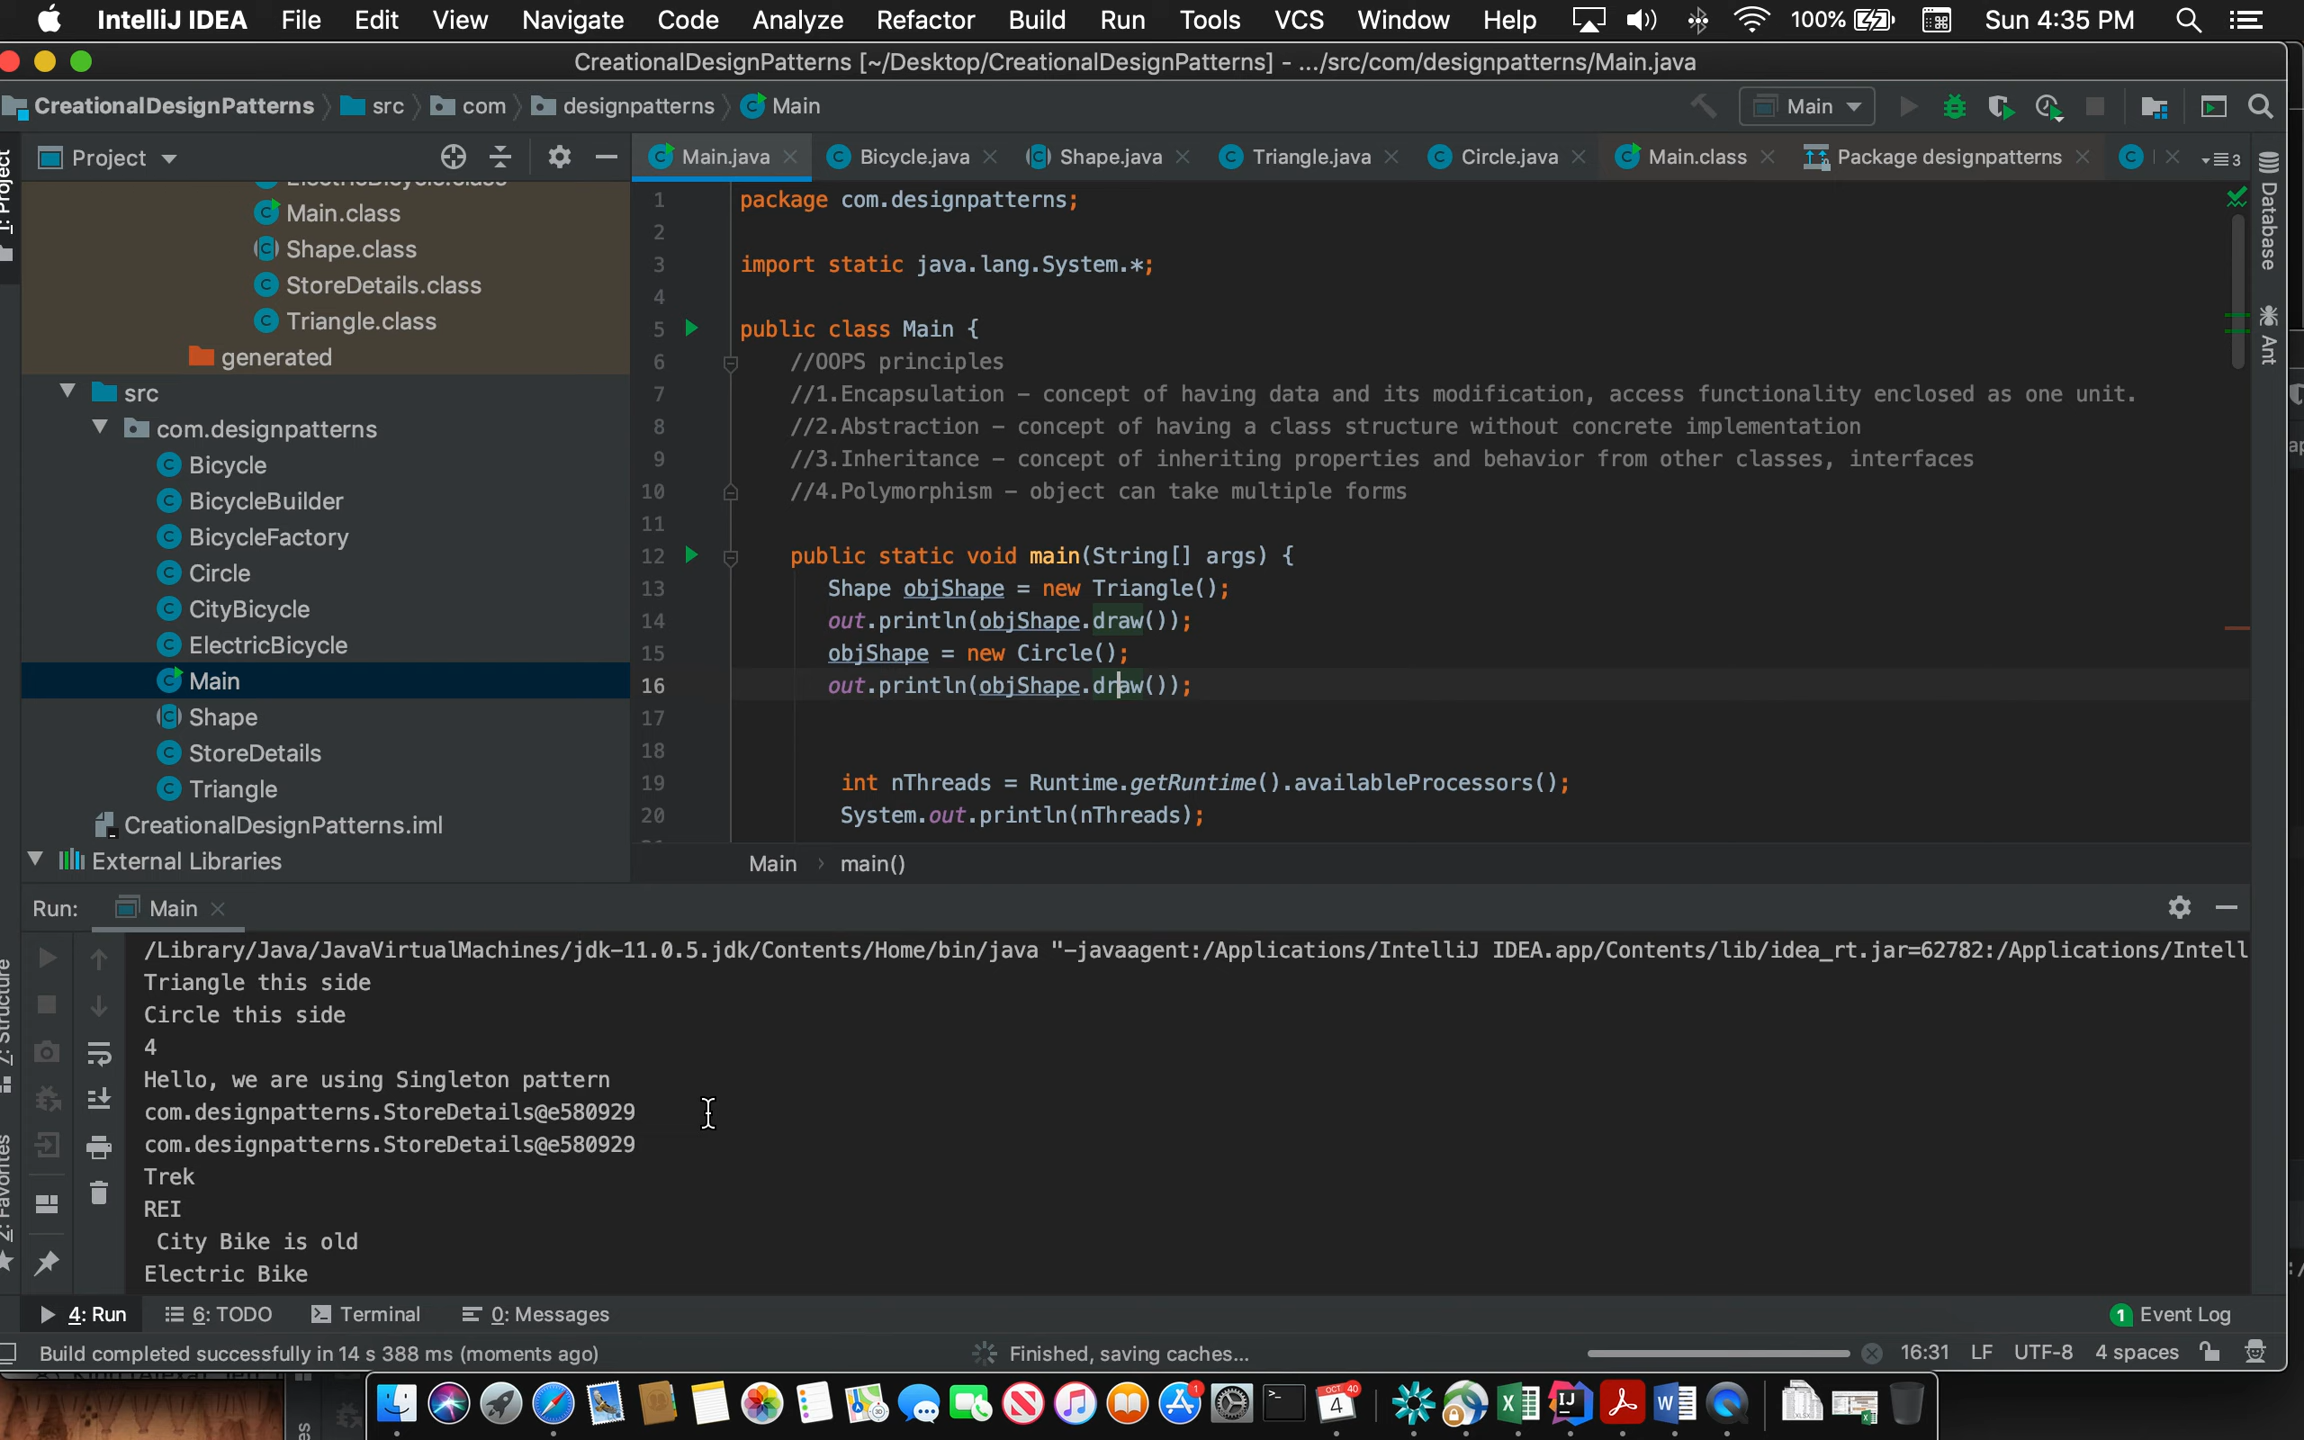 IntelliJ IDEA File Edit View Navigate Code Analyze Refactor Build Run Tools VCS Window Help 100% Sun 4:35 PM
CreationalDesignPatterns [~/Desktop/CreationalDesignPatterns] - .../src/com/designpatterns/Main.java
CreationalDesignPatterns src com designpatterns Main Main
Project Main.java Bicycle.java Shape.java Triangle.java Circle.java Main.class Package designpatterns 3
1: Project
ElectricBicycle.class
Main.class
Shape.class
StoreDetails.class
Triangle.class
generated
src
com.designpatterns
Bicycle
BicycleBuilder
BicycleFactory
Circle
CityBicycle
ElectricBicycle
Main
Shape
StoreDetails
Triangle
CreationalDesignPatterns.iml
External Libraries
1 package com.designpatterns;
2
3 import static java.lang.System.*;
4
5 public class Main {
6 //OOPS principles
7 //1.Encapsulation – concept of having data and its modification, access functionality enclosed as one unit.
8 //2.Abstraction – concept of having a class structure without concrete implementation
9 //3.Inheritance – concept of inheriting properties and behavior from other classes, interfaces
10 //4.Polymorphism – object can take multiple forms
11
12 public static void main(String[] args) {
13 Shape objShape = new Triangle();
14 out.println(objShape.draw());
15 objShape = new Circle();
16 out.println(objShape.draw());
17
18
19 int nThreads = Runtime.getRuntime().availableProcessors();
20 System.out.println(nThreads);
Main main()
Database
Ant
Run: Main
/Library/Java/JavaVirtualMachines/jdk-11.0.5.jdk/Contents/Home/bin/java "-javaagent:/Applications/IntelliJ IDEA.app/Contents/lib/idea_rt.jar=62782:/Applications/Intell
Triangle this side
Circle this side
4
Hello, we are using Singleton pattern
com.designpatterns.StoreDetails@e580929
com.designpatterns.StoreDetails@e580929
Trek
REI
City Bike is old
Electric Bike
7: Structure
2: Favorites
4: Run 6: TODO Terminal 0: Messages 1 Event Log
Build completed successfully in 14 s 388 ms (moments ago) Finished, saving caches... 16:31 LF UTF-8 4 spaces
OCT 40
4
1